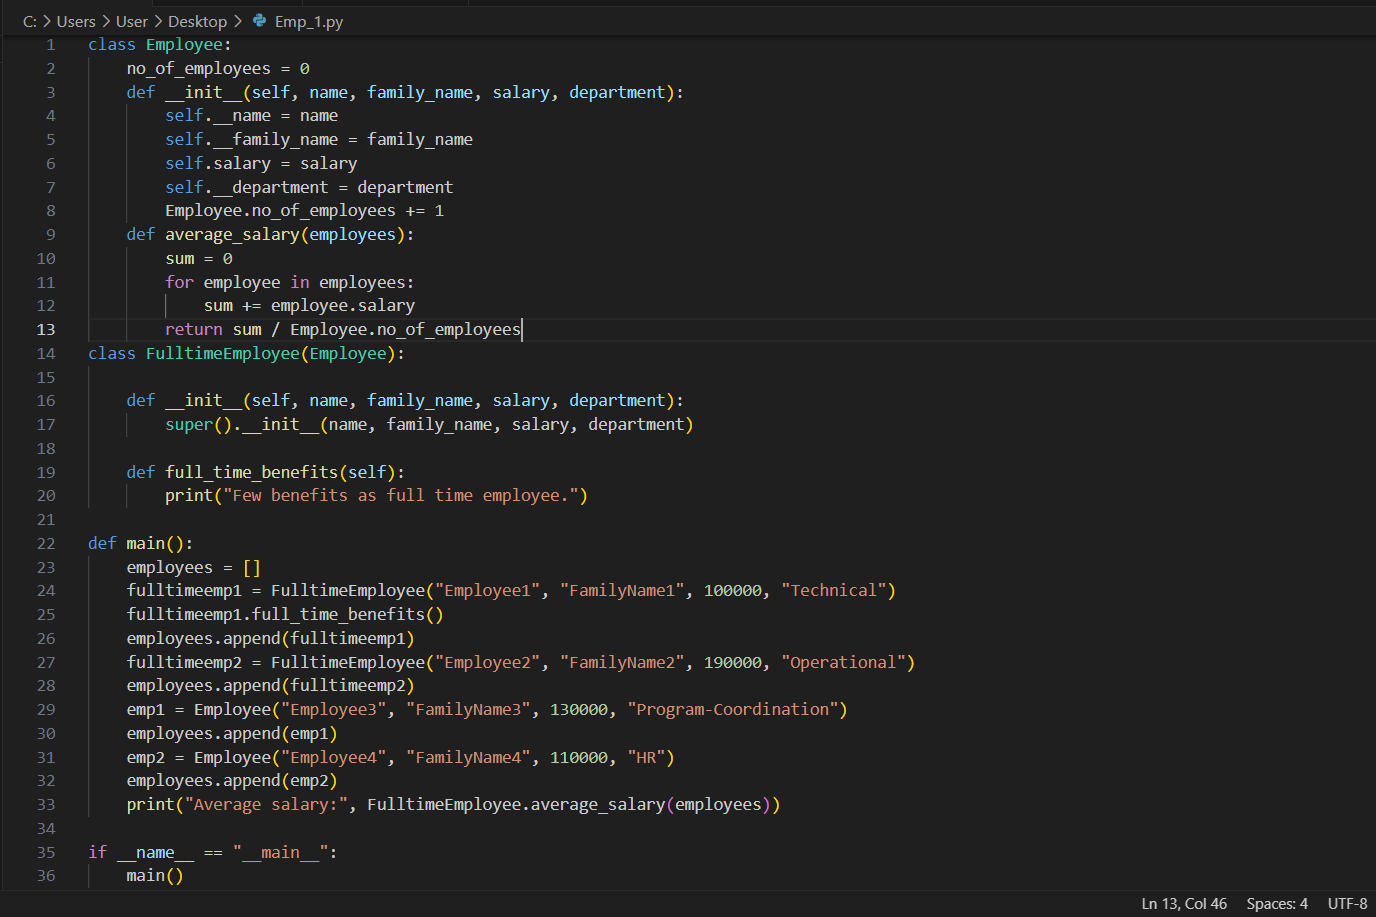 C: > Users > User > Desktop > Emp_1.py
1 class Employee:
2     no_of_employees = 0
3     def __init__(self, name, family_name, salary, department):
4         self.__name = name
5         self.__family_name = family_name
6         self.salary = salary
7         self.__department = department
8         Employee.no_of_employees += 1
9     def average_salary(employees):
10         sum = 0
11         for employee in employees:
12             sum += employee.salary
13         return sum / Employee.no_of_employees
14 class FulltimeEmployee(Employee):
15
16     def __init__(self, name, family_name, salary, department):
17         super().__init__(name, family_name, salary, department)
18
19     def full_time_benefits(self):
20         print("Few benefits as full time employee.")
21
22 def main():
23     employees = []
24     fulltimeemp1 = FulltimeEmployee("Employee1", "FamilyName1", 100000, "Technical")
25     fulltimeemp1.full_time_benefits()
26     employees.append(fulltimeemp1)
27     fulltimeemp2 = FulltimeEmployee("Employee2", "FamilyName2", 190000, "Operational")
28     employees.append(fulltimeemp2)
29     emp1 = Employee("Employee3", "FamilyName3", 130000, "Program-Coordination")
30     employees.append(emp1)
31     emp2 = Employee("Employee4", "FamilyName4", 110000, "HR")
32     employees.append(emp2)
33     print("Average salary:", FulltimeEmployee.average_salary(employees))
34
35 if __name__ == "__main__":
36     main()
Ln 13, Col 46 Spaces: 4 UTF-8